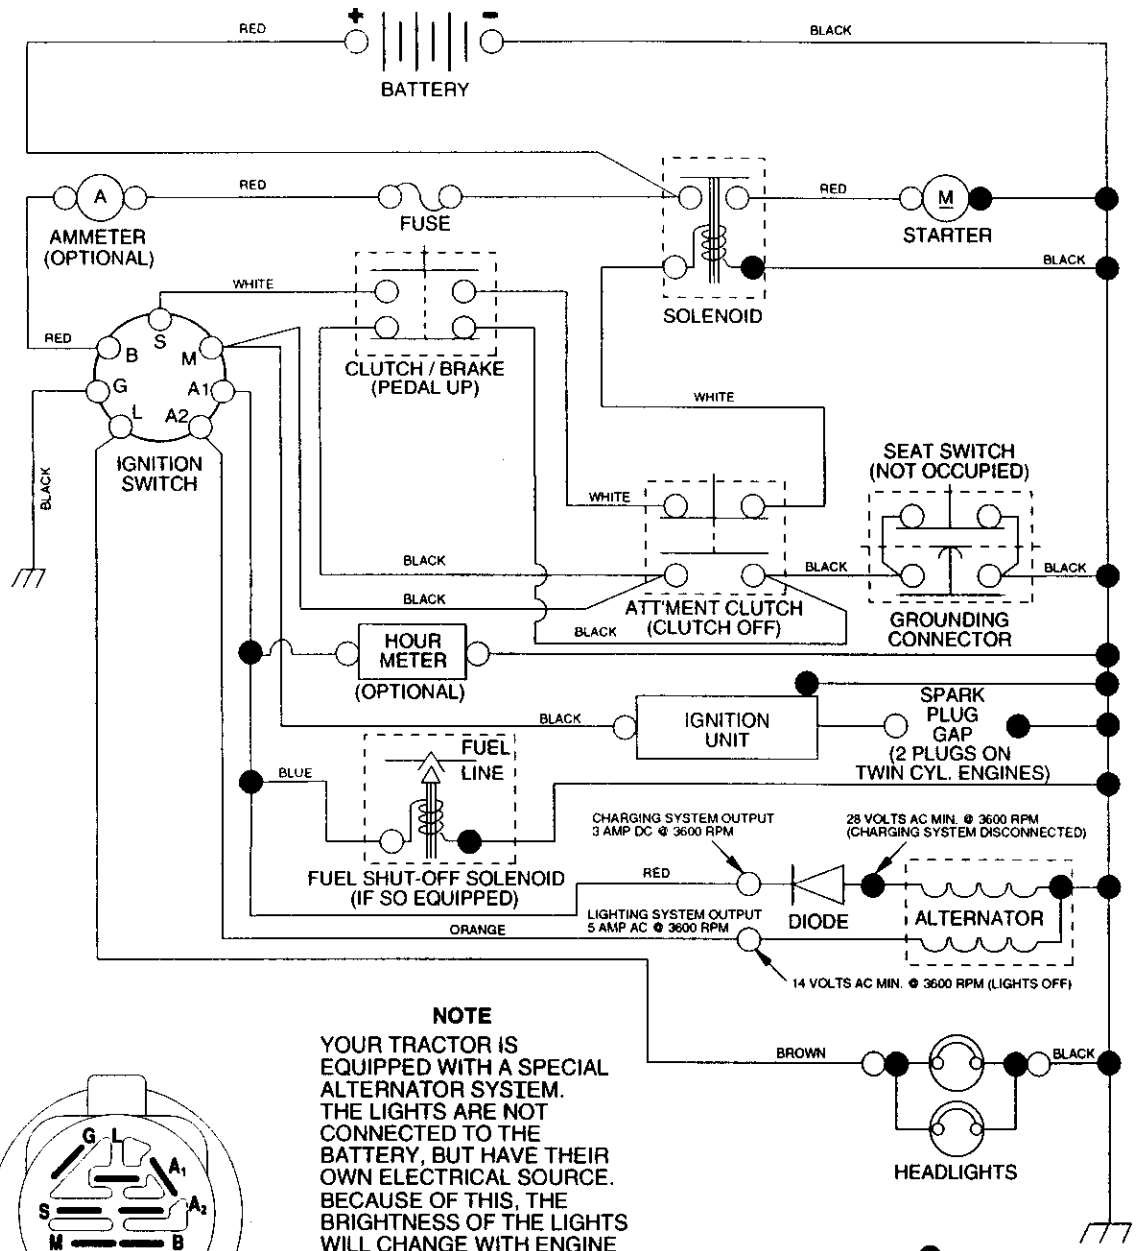 + −
RED
BLACK
BATTERY
A
RED
FUSE
RED
M
STARTER
AMMETER
(OPTIONAL)
WHITE
BLACK
SOLENOID
RED
S
B
M
G
A1
L
A2
CLUTCH / BRAKE
(PEDAL UP)
WHITE
IGNITION
SWITCH
BLACK
SEAT SWITCH
(NOT OCCUPIED)
WHITE
BLACK
BLACK
BLACK
BLACK
ATT'MENT CLUTCH
(CLUTCH OFF)
BLACK
GROUNDING
CONNECTOR
HOUR
METER
(OPTIONAL)
BLACK
IGNITION
UNIT
SPARK
PLUG
GAP
(2 PLUGS ON
TWIN CYL. ENGINES)
BLUE
FUEL
LINE
FUEL SHUT-OFF SOLENOID
(IF SO EQUIPPED)
CHARGING SYSTEM OUTPUT
3 AMP DC @ 3600 RPM
28 VOLTS AC MIN. @ 3600 RPM
(CHARGING SYSTEM DISCONNECTED)
RED
DIODE
ALTERNATOR
LIGHTING SYSTEM OUTPUT
5 AMP AC @ 3600 RPM
ORANGE
14 VOLTS AC MIN. @ 3600 RPM (LIGHTS OFF)
BROWN
BLACK
HEADLIGHTS
NOTE
YOUR TRACTOR IS
EQUIPPED WITH A SPECIAL
ALTERNATOR SYSTEM.
THE LIGHTS ARE NOT
CONNECTED TO THE
BATTERY, BUT HAVE THEIR
OWN ELECTRICAL SOURCE.
BECAUSE OF THIS, THE
BRIGHTNESS OF THE LIGHTS
WILL CHANGE WITH ENGINE
G L
A1
A2
S
M B